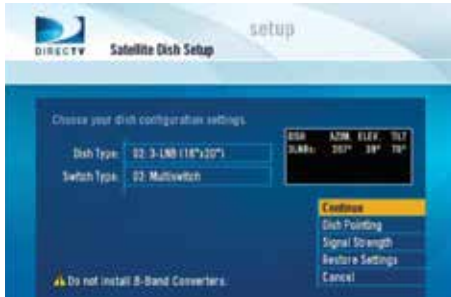 setup
DIRECTV
Satellite Dish Setup
Choose your dish configuration settings.
Dish Type: 02: 3-LNB (18"x20")
Switch Type: 02: Multiswitch
DISH AZIM. ELEV. TILT
3LNBs: 207° 39° 70°
Continue
Dish Pointing
Signal Strength
Restore Settings
Cancel
Do not install B-Band Converters.